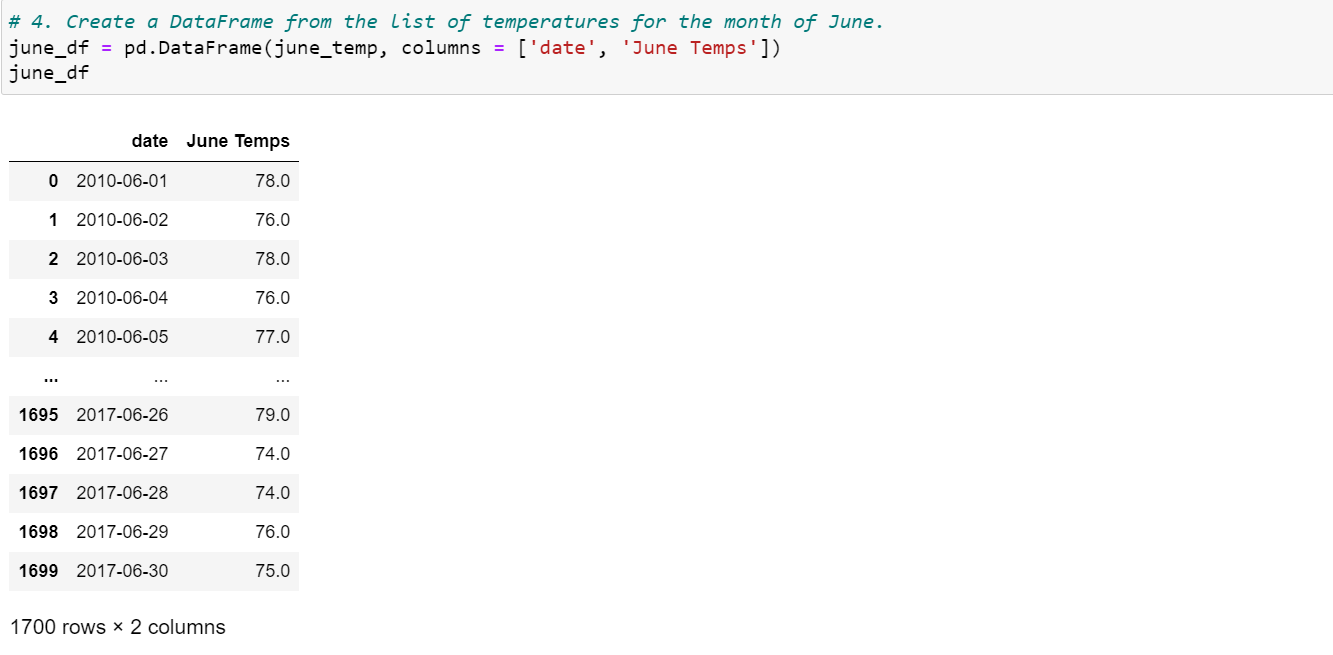 # 4. Create a DataFrame from the list of temperatures for the month of June.
june_df = pd.DataFrame(june_temp, columns = ['date', 'June Temps'])
june_df
date June Temps
0 2010-06-01 78.0
1 2010-06-02 76.0
2 2010-06-03 78.0
3 2010-06-04 76.0
4 2010-06-05 77.0
... ... ...
1695 2017-06-26 79.0
1696 2017-06-27 74.0
1697 2017-06-28 74.0
1698 2017-06-29 76.0
1699 2017-06-30 75.0
1700 rows × 2 columns